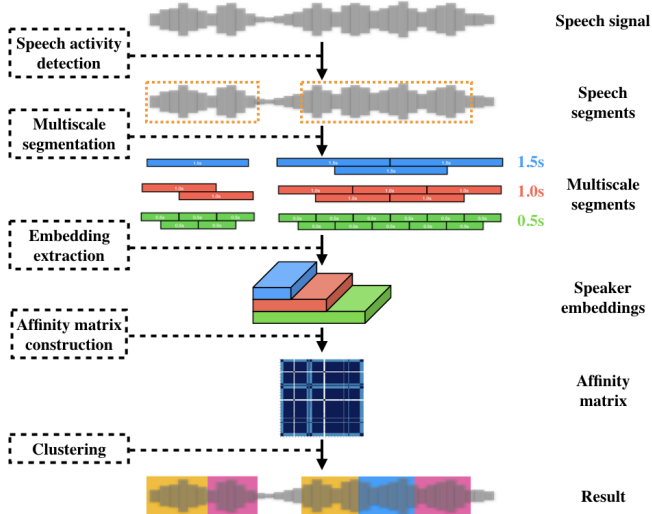 Speech signal
Speech activity
detection
Speech
segments
Multiscale
segmentation
1.5s
1.0s
Multiscale
segments
0.5s
Embedding
extraction
Speaker
embeddings
Affinity matrix
construction
Affinity
matrix
Clustering
Result